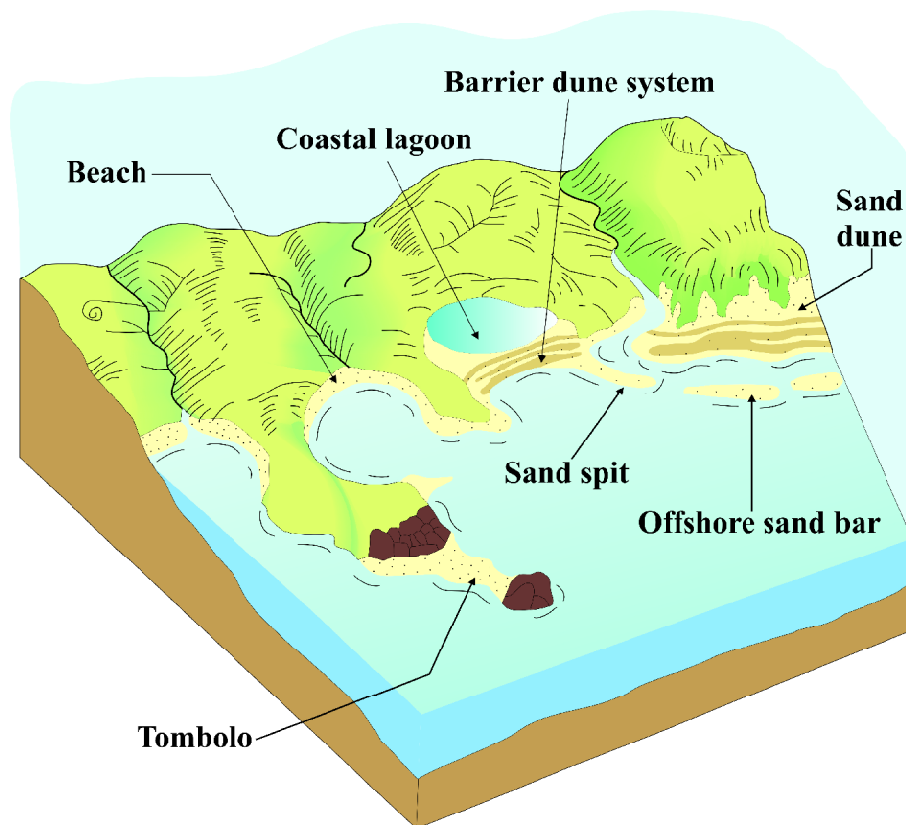 Barrier dune system
Coastal lagoon
Beach
Sand
dune
Sand spit
Offshore sand bar
Tombolo